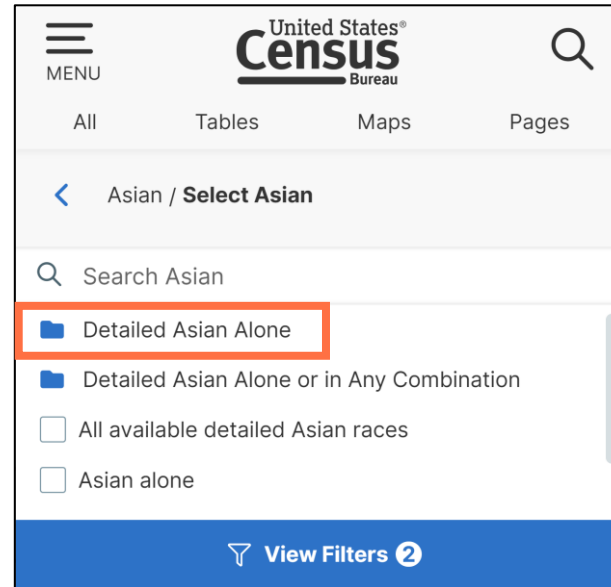 MENU
United States®
Census
Bureau
All Tables Maps Pages
Asian / Select Asian
Search Asian
Detailed Asian Alone
Detailed Asian Alone or in Any Combination
All available detailed Asian races
Asian alone
View Filters 2